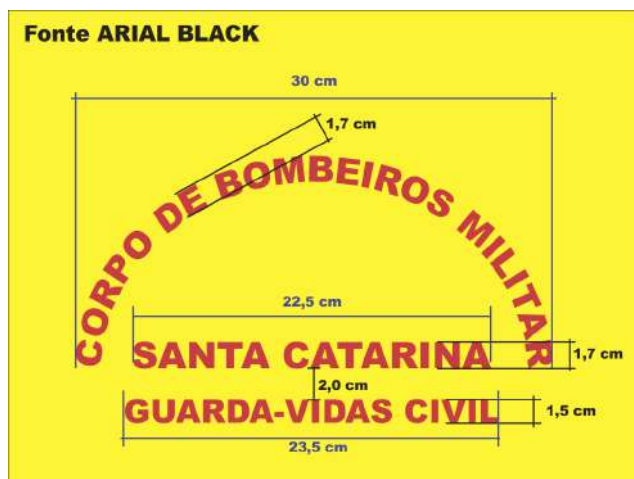 Fonte ARIAL BLACK
30 cm
1,7 cm
CORPO DE BOMBEIROS MILITAR
22,5 cm
SANTA CATARINA
1,7 cm
2,0 cm
GUARDA-VIDAS CIVIL
1,5 cm
23,5 cm